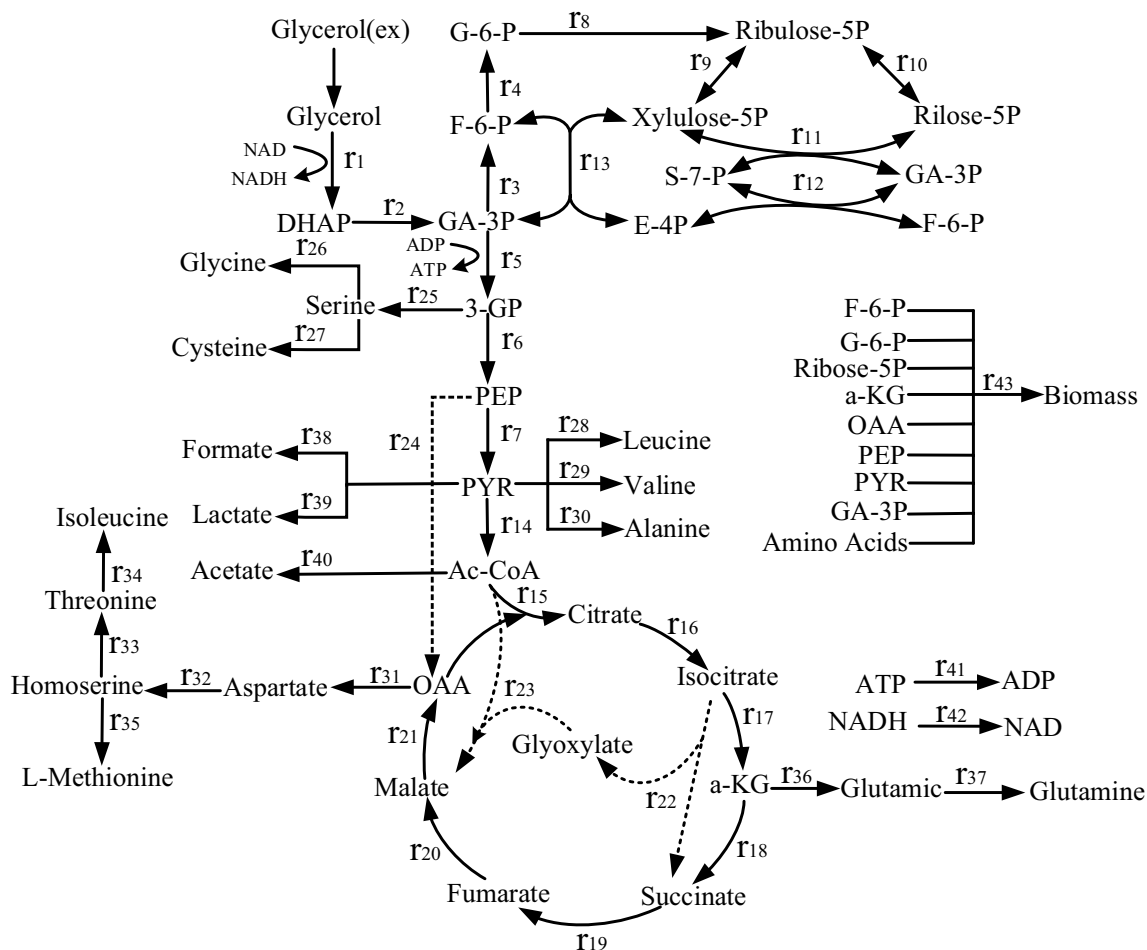 Glycerol(ex)
G-6-P
r8
Ribulose-5P
r9
r10
r4
Glycerol
F-6-P
Xylulose-5P
Rilose-5P
NAD
NADH
r1
r13
r11
r3
S-7-P
r12
GA-3P
DHAP
r2
GA-3P
E-4P
F-6-P
ADP
ATP
r5
r26
Glycine
Serine
r25
3-GP
r27
Cysteine
r6
F-6-P
G-6-P
Ribose-5P
a-KG
r43
Biomass
OAA
PEP
PYR
GA-3P
Amino Acids
PEP
r24
r7
r28
Leucine
Formate
r38
PYR
r29
Valine
Lactate
r39
r30
Alanine
r14
Isoleucine
Acetate
r40
Ac-CoA
r34
r15
Threonine
Citrate
r16
r33
Homoserine
r32
Aspartate
r31
OAA
r23
Isocitrate
r17
ATP
r41
ADP
NADH
r42
NAD
r35
r21
Glyoxylate
L-Methionine
Malate
r22
a-KG
r36
Glutamic
r37
Glutamine
r20
r18
Fumarate
Succinate
r19